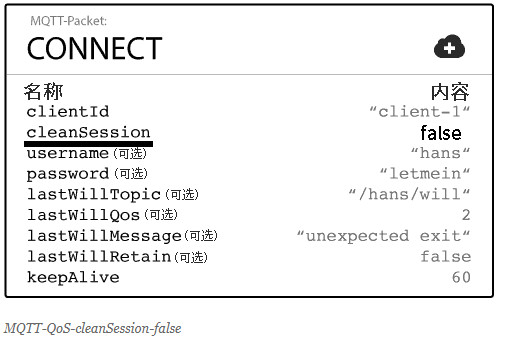 MQTT-Packet:
CONNECT
名称 内容
clientId “client-1“
cleanSession false
username(可选) “hans“
password(可选) “letmein“
lastWillTopic(可选) “/hans/will“
lastWillQos(可选) 2
lastWillMessage(可选) “unexpected exit“
lastWillRetain(可选) false
keepAlive 60
MQTT-QoS-cleanSession-false